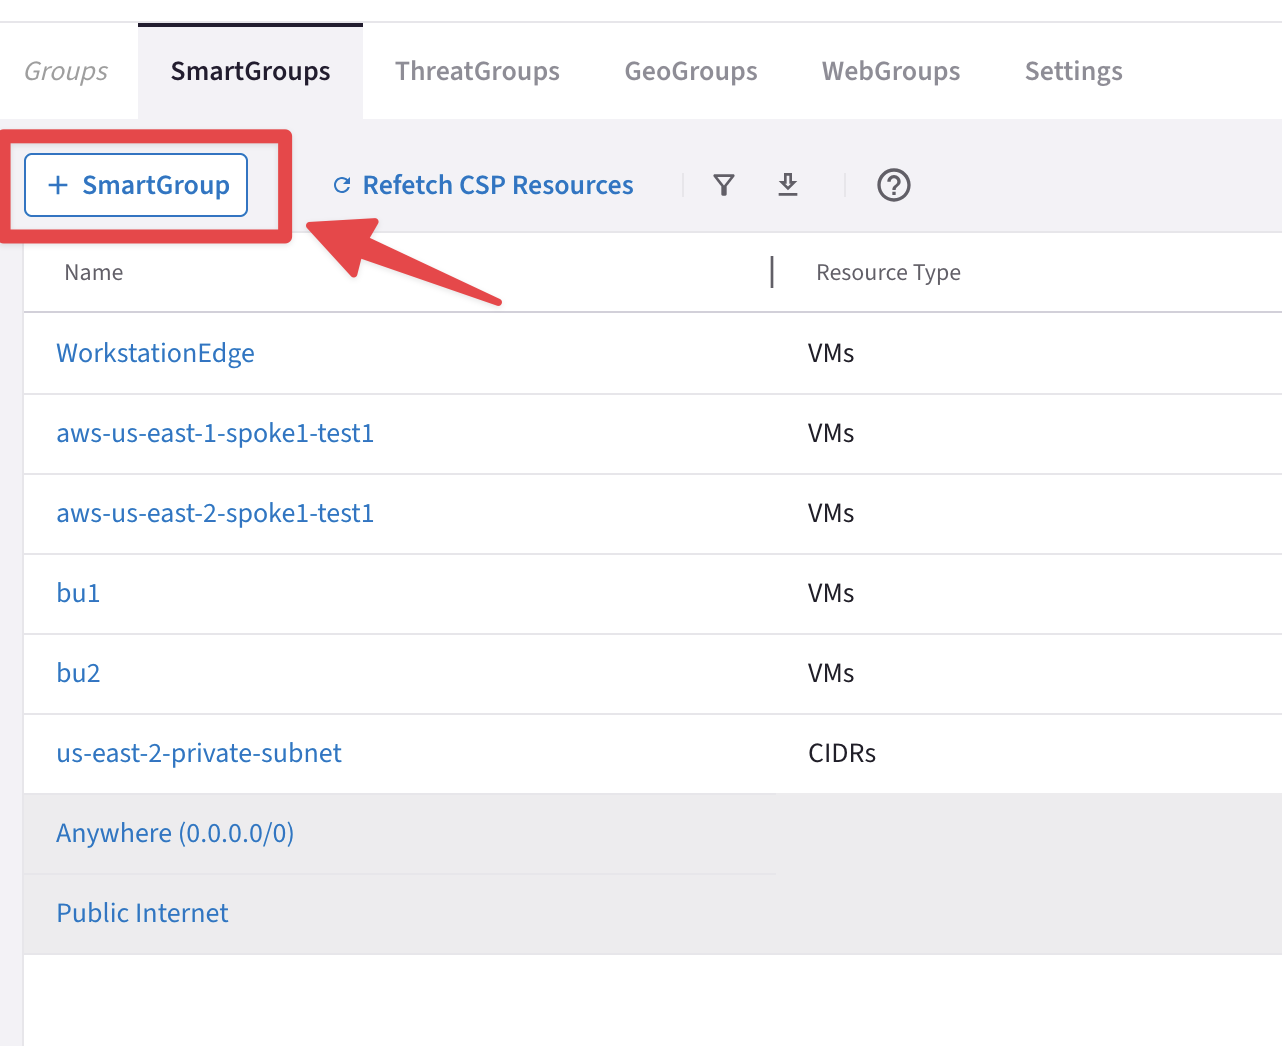 Groups SmartGroups ThreatGroups GeoGroups WebGroups Settings
+ SmartGroup Refetch CSP Resources
Name Resource Type
WorkstationEdge VMs
aws-us-east-1-spoke1-test1 VMs
aws-us-east-2-spoke1-test1 VMs
bu1 VMs
bu2 VMs
us-east-2-private-subnet CIDRs
Anywhere (0.0.0.0/0)
Public Internet